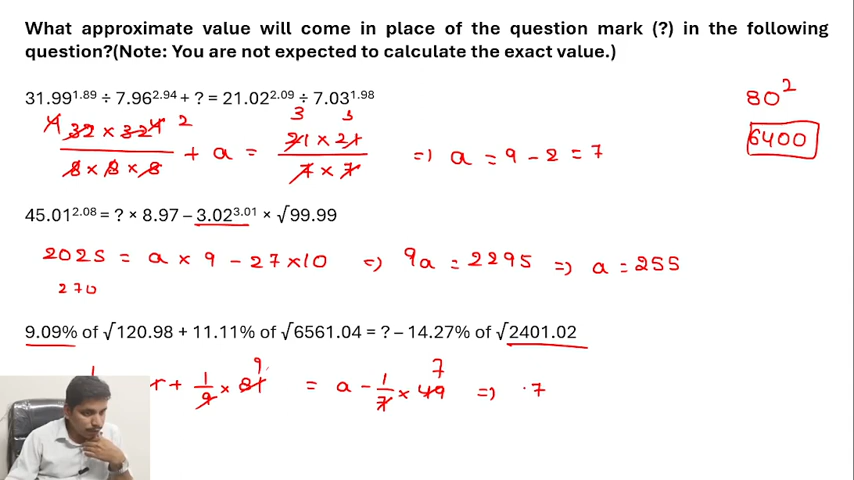 What approximate value will come in place of the question mark (?) in the following
question?(Note: You are not expected to calculate the exact value.)
31.99^1.89 ÷ 7.96^2.94 + ? = 21.02^2.09 ÷ 7.03^1.98
80²
6400
4 32 × 32 4 2
8 × 8 × 8
+ a =
3 3
21 × 21
7 × 7
=) a = 9 - 2 = 7
45.01^2.08 = ? × 8.97 – 3.02^3.01 × √99.99
2025 = a × 9 - 27 × 10 =) 9a = 2295 =) a = 255
270
9.09% of √120.98 + 11.11% of √6561.04 = ? – 14.27% of √2401.02
+ 1/9 × 81 9 = a - 1/7 × 49 7 =) 7